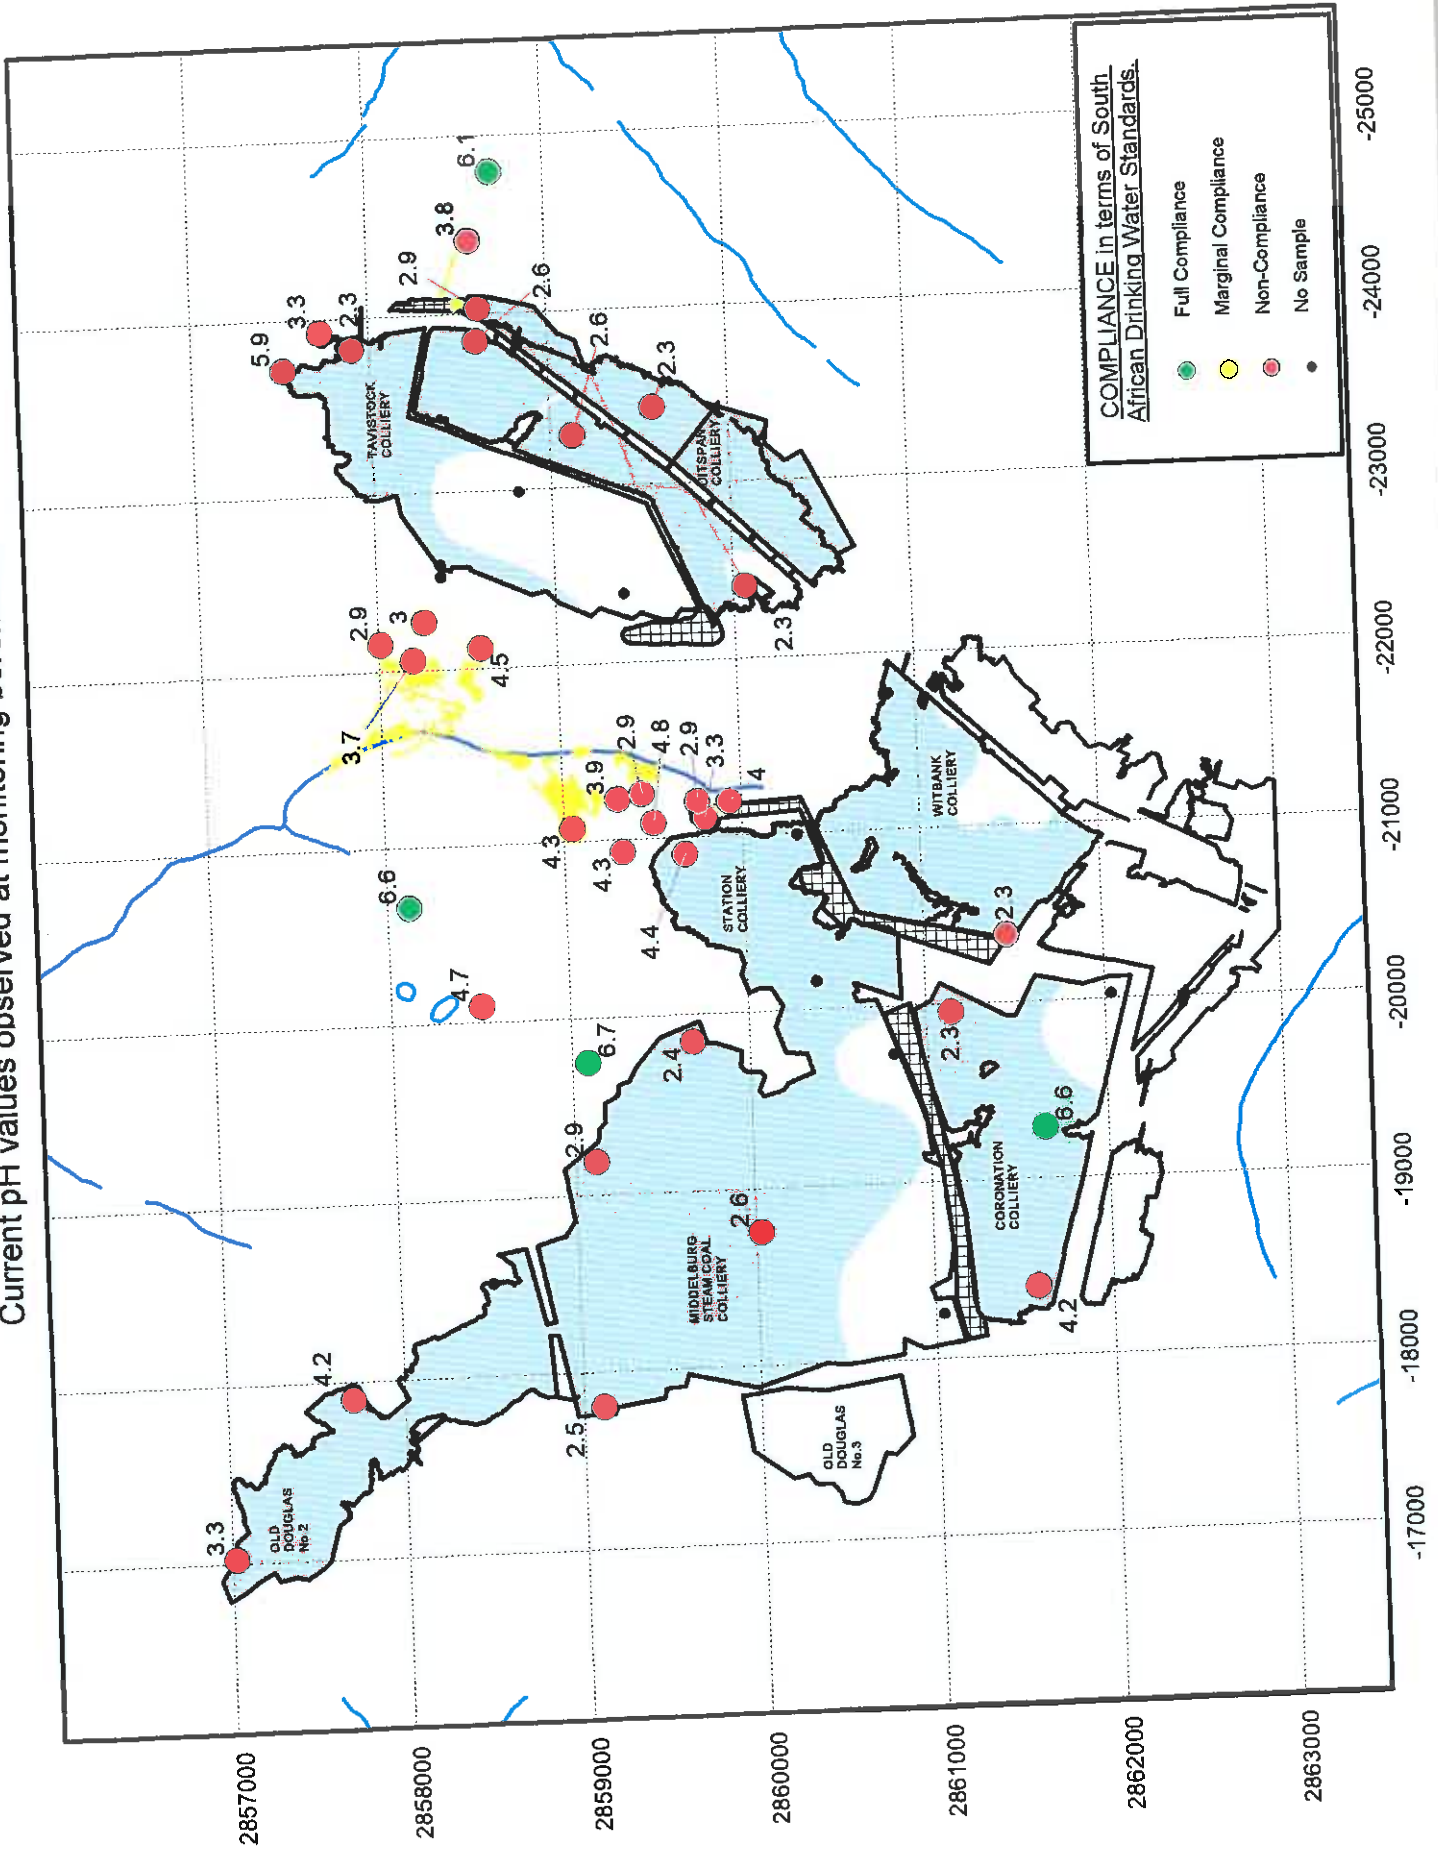 Current pH values observed at monitoring
5.9
3.3
2.3
2.9
3.8
6.1
2.6
2.6
2.3
2.3
TAVISTOCK
COLLIERY
COLLIERY
2.9
3
3.7
4.5
3.9
2.9
4.8
2.9
3.3
4
4.3
4.3
4.4
6.6
4.7
6.7
STATION
COLLIERY
WITBANK
COLLIERY
2.3
2.4
2.9
2.6
2.3
6.6
4.2
CORONATION
COLLIERY
MIDDELBURG
STEAM COAL
COLLIERY
4.2
2.5
3.3
OLD
DOUGLAS
No 2
OLD
DOUGLAS
No.3
COMPLIANCE in terms of South
African Drinking Water Standards.
Full Compliance
Marginal Compliance
Non-Compliance
No Sample
2857000
2858000
2859000
2860000
2861000
2862000
2863000
-17000
-18000
-19000
-20000
-21000
-22000
-23000
-24000
-25000